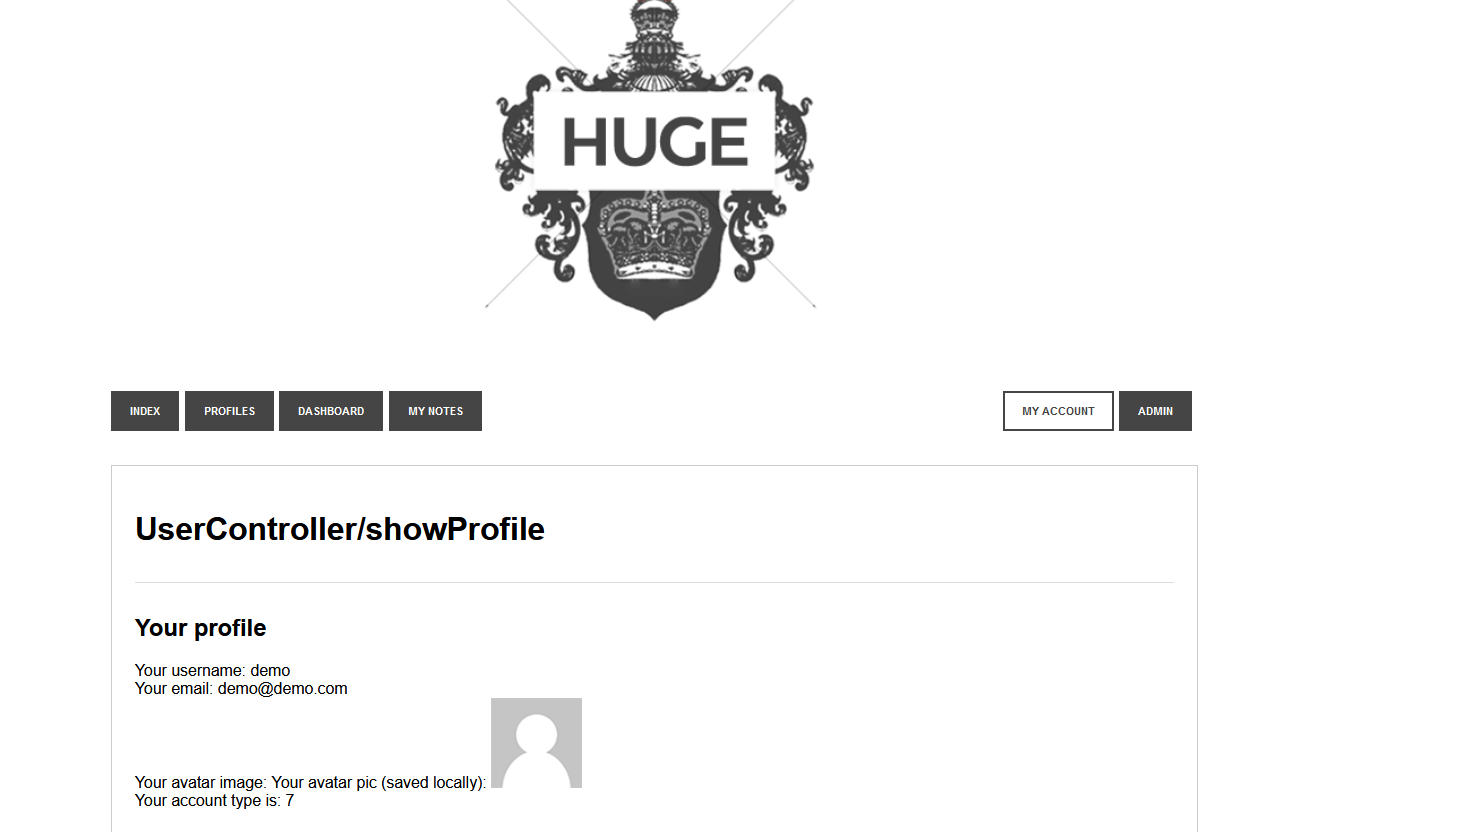 HUGE
INDEX PROFILES DASHBOARD MY NOTES MY ACCOUNT ADMIN
UserController/showProfile
Your profile
Your username: demo
Your email: demo@demo.com
Your avatar image: Your avatar pic (saved locally):
Your account type is: 7